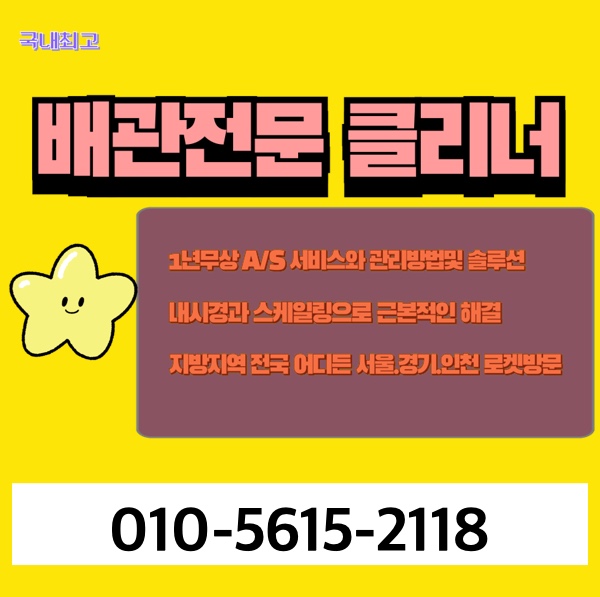 국내최고
배관전문 클리너
1년무상 A/S 서비스와 관리방법및 솔루션
내시경과 스케일링으로 근본적인 해결
지방지역 전국 어디든 서울,경기,인천 로켓방문
010-5615-2118